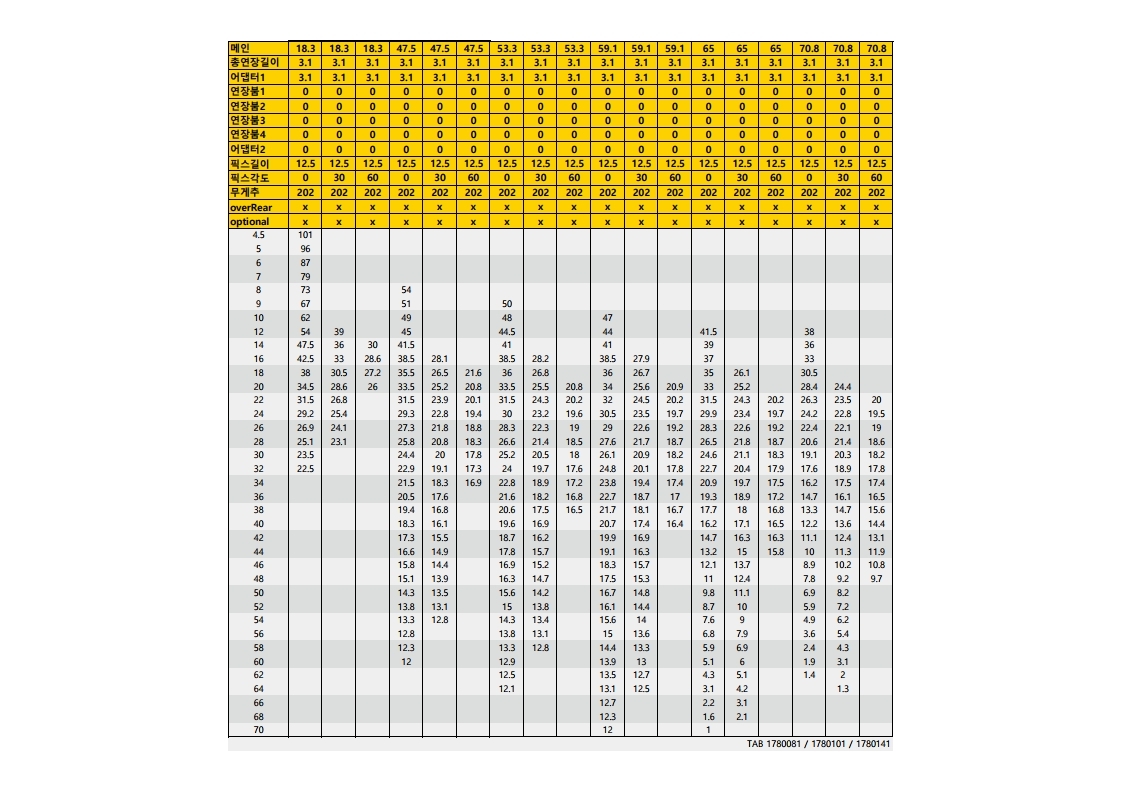 메인 18.3 18.3 18.3 47.5 47.5 47.5 53.3 53.3 53.3 59.1 59.1 59.1 65 65 65 70.8 70.8 70.8
총연장길이 3.1 3.1 3.1 3.1 3.1 3.1 3.1 3.1 3.1 3.1 3.1 3.1 3.1 3.1 3.1 3.1 3.1 3.1
어댑터1 3.1 3.1 3.1 3.1 3.1 3.1 3.1 3.1 3.1 3.1 3.1 3.1 3.1 3.1 3.1 3.1 3.1 3.1
연장붐1 0 0 0 0 0 0 0 0 0 0 0 0 0 0 0 0 0 0
연장붐2 0 0 0 0 0 0 0 0 0 0 0 0 0 0 0 0 0 0
연장붐3 0 0 0 0 0 0 0 0 0 0 0 0 0 0 0 0 0 0
연장붐4 0 0 0 0 0 0 0 0 0 0 0 0 0 0 0 0 0 0
어댑터2 0 0 0 0 0 0 0 0 0 0 0 0 0 0 0 0 0 0
픽스길이 12.5 12.5 12.5 12.5 12.5 12.5 12.5 12.5 12.5 12.5 12.5 12.5 12.5 12.5 12.5 12.5 12.5 12.5
픽스각도 0 30 60 0 30 60 0 30 60 0 30 60 0 30 60 0 30 60
무게추 202 202 202 202 202 202 202 202 202 202 202 202 202 202 202 202 202 202
overRear x x x x x x x x x x x x x x x x x x
optional x x x x x x x x x x x x x x x x x x
4.5 101
5 96
6 87
7 79
8 73 54
9 67 51 50
10 62 49 48 47
12 54 39 45 44.5 44 41.5 38
14 47.5 36 30 41.5 41 41 39 36
16 42.5 33 28.6 38.5 28.1 38.5 28.2 38.5 27.9 37 33
18 38 30.5 27.2 35.5 26.5 21.6 36 26.8 36 26.7 35 26.1 30.5
20 34.5 28.6 26 33.5 25.2 20.8 33.5 25.5 20.8 34 25.6 20.9 33 25.2 28.4 24.4
22 31.5 26.8 31.5 23.9 20.1 31.5 24.3 20.2 32 24.5 20.2 31.5 24.3 20.2 26.3 23.5 20
24 29.2 25.4 29.3 22.8 19.4 30 23.2 19.6 30.5 23.5 19.7 29.9 23.4 19.7 24.2 22.8 19.5
26 26.9 24.1 27.3 21.8 18.8 28.3 22.3 19 29 22.6 19.2 28.3 22.6 19.2 22.4 22.1 19
28 25.1 23.1 25.8 20.8 18.3 26.6 21.4 18.5 27.6 21.7 18.7 26.5 21.8 18.7 20.6 21.4 18.6
30 23.5 24.4 20 17.8 25.2 20.5 18 26.1 20.9 18.2 24.6 21.1 18.3 19.1 20.3 18.2
32 22.5 22.9 19.1 17.3 24 19.7 17.6 24.8 20.1 17.8 22.7 20.4 17.9 17.6 18.9 17.8
34 21.5 18.3 16.9 22.8 18.9 17.2 23.8 19.4 17.4 20.9 19.7 17.5 16.2 17.5 17.4
36 20.5 17.6 21.6 18.2 16.8 22.7 18.7 17 19.3 18.9 17.2 14.7 16.1 16.5
38 19.4 16.8 20.6 17.5 16.5 21.7 18.1 16.7 17.7 18 16.8 13.3 14.7 15.6
40 18.3 16.1 19.6 16.9 20.7 17.4 16.4 16.2 17.1 16.5 12.2 13.6 14.4
42 17.3 15.5 18.7 16.2 19.9 16.9 14.7 16.3 16.3 11.1 12.4 13.1
44 16.6 14.9 17.8 15.7 19.1 16.3 13.2 15 15.8 10 11.3 11.9
46 15.8 14.4 16.9 15.2 18.3 15.7 12.1 13.7 8.9 10.2 10.8
48 15.1 13.9 16.3 14.7 17.5 15.3 11 12.4 7.8 9.2 9.7
50 14.3 13.5 15.6 14.2 16.7 14.8 9.8 11.1 6.9 8.2
52 13.8 13.1 15 13.8 16.1 14.4 8.7 10 5.9 7.2
54 13.3 12.8 14.3 13.4 15.6 14 7.6 9 4.9 6.2
56 12.8 13.8 13.1 15 13.6 6.8 7.9 3.6 5.4
58 12.3 13.3 12.8 14.4 13.3 5.9 6.9 2.4 4.3
60 12 12.9 13.9 13 5.1 6 1.9 3.1
62 12.5 13.5 12.7 4.3 5.1 1.4 2
64 12.1 13.1 12.5 3.1 4.2 1.3
66 12.7 2.2 3.1
68 12.3 1.6 2.1
70 12 1
TAB 1780081 / 1780101 / 1780141